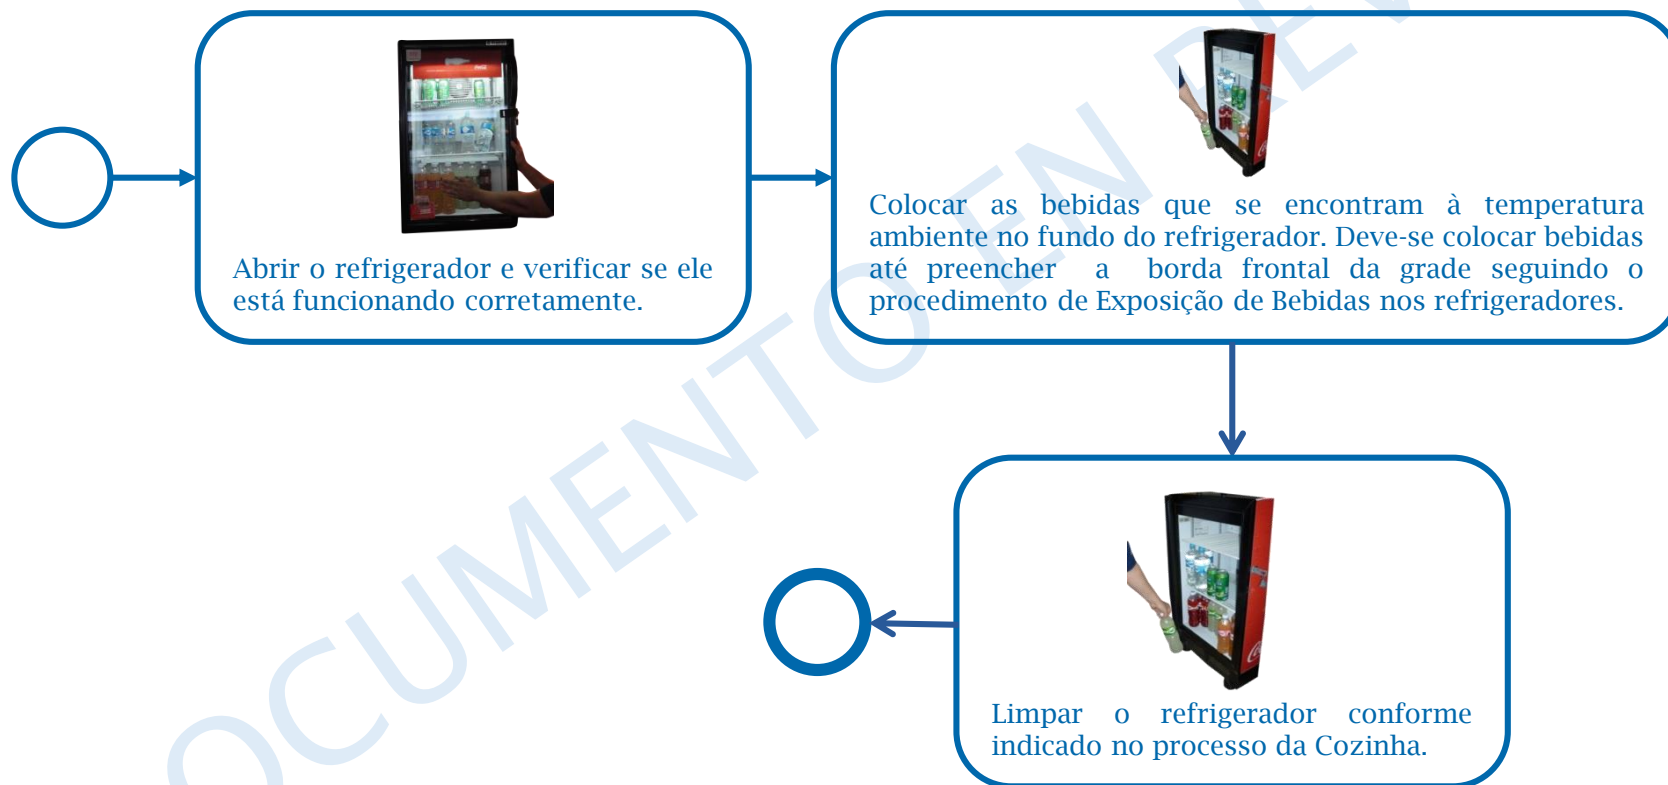 Abrir o refrigerador e verificar se ele
está funcionando corretamente.
Colocar as bebidas que se encontram à temperatura
ambiente no fundo do refrigerador. Deve-se colocar bebidas
até preencher a borda frontal da grade seguindo o
procedimento de Exposição de Bebidas nos refrigeradores.
Limpar o refrigerador conforme
indicado no processo da Cozinha.
OCUMENTO EN REV